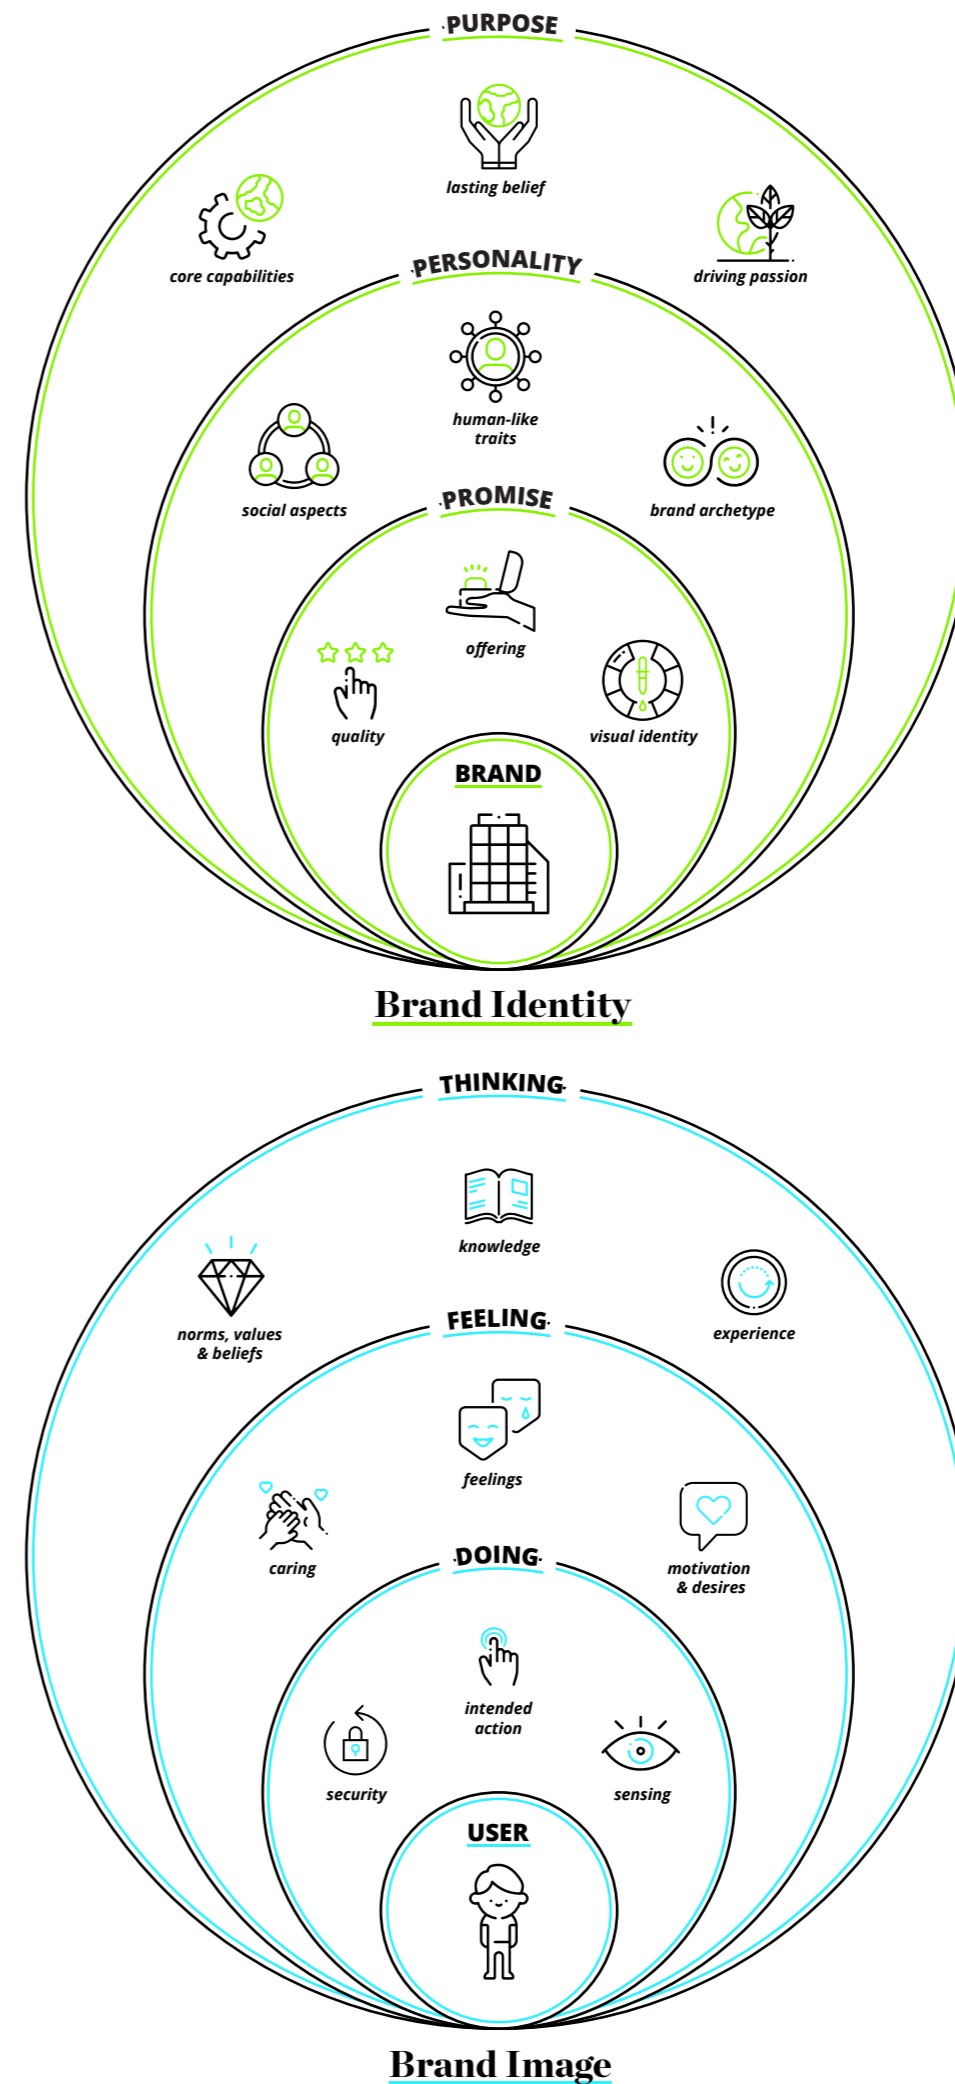 PURPOSE
lasting belief
core capabilities
driving passion
PERSONALITY
human-like
traits
social aspects
brand archetype
PROMISE
offering
quality
visual identity
BRAND
Brand Identity
THINKING
knowledge
norms, values
& beliefs
experience
FEELING
feelings
caring
motivation
& desires
DOING
intended
action
security
sensing
USER
Brand Image